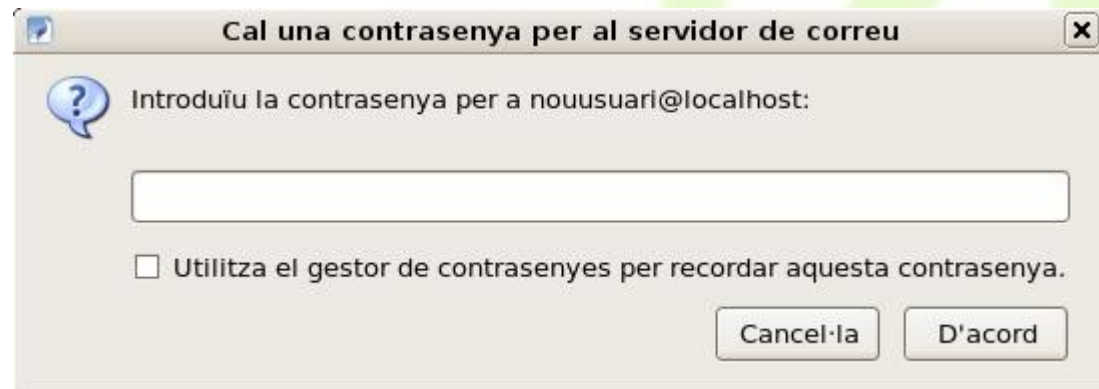 Cal una contrasenya per al servidor de correu
Introduïu la contrasenya per a nouusuari@localhost:
Utilitza el gestor de contrasenyes per recordar aquesta contrasenya.
Cancel·la D'acord